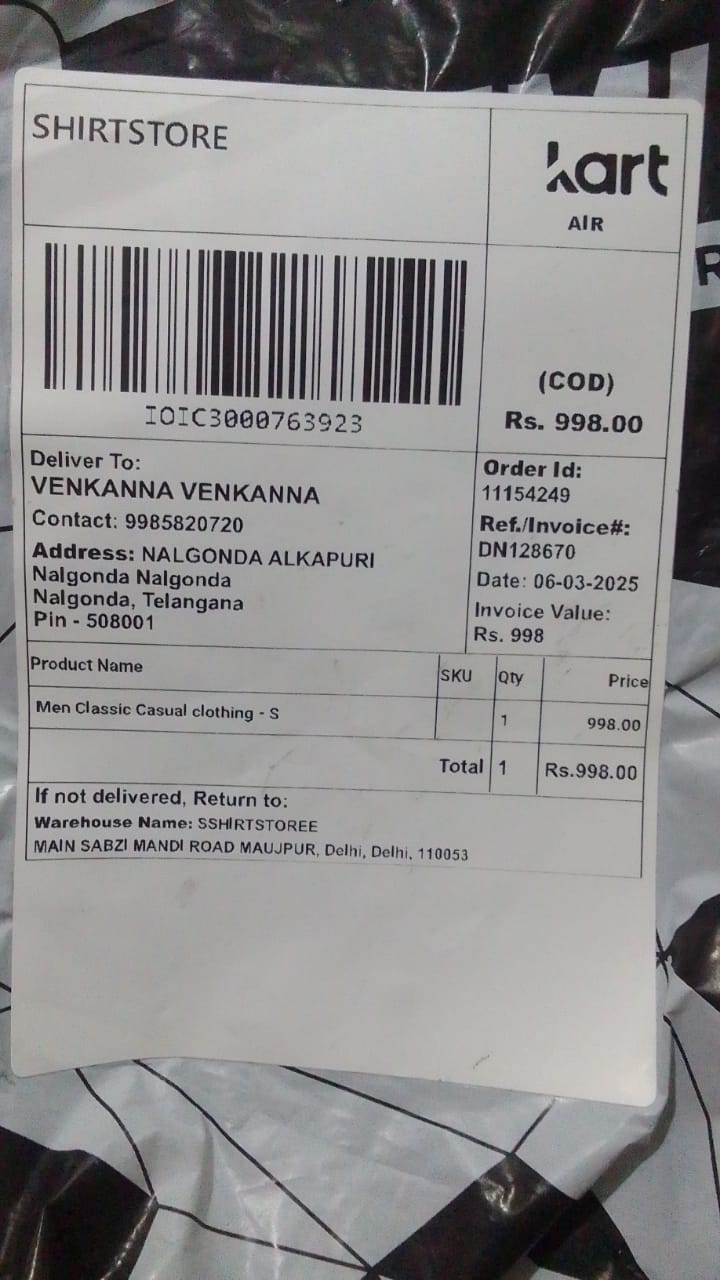 SHIRTSTORE
kart
AIR
IOIC3000763923
(COD)
Rs. 998.00
Deliver To:
VENKANNA VENKANNA
Contact: 9985820720
Address: NALGONDA ALKAPURI
Nalgonda Nalgonda
Nalgonda, Telangana
Pin - 508001
Order Id:
11154249
Ref./Invoice#:
DN128670
Date: 06-03-2025
Invoice Value:
Rs. 998
Product Name SKU Qty Price
Men Classic Casual clothing - S 1 998.00
Total 1 Rs.998.00
If not delivered, Return to:
Warehouse Name: SSHIRTSTOREE
MAIN SABZI MANDI ROAD MAUJPUR, Delhi, Delhi, 110053